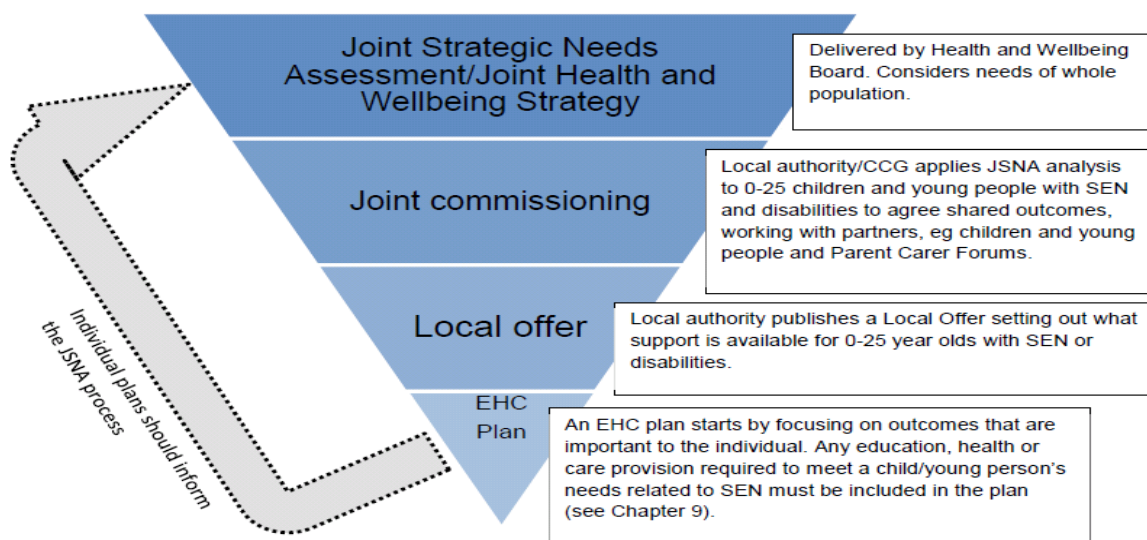 Joint Strategic Needs
Assessment/Joint Health and
Wellbeing Strategy
Delivered by Health and Wellbeing
Board. Considers needs of whole
population.
Joint commissioning
Local authority/CCG applies JSNA analysis
to 0-25 children and young people with SEN
and disabilities to agree shared outcomes,
working with partners, eg children and young
people and Parent Carer Forums.
Local offer
Local authority publishes a Local Offer setting out what
support is available for 0-25 year olds with SEN or
disabilities.
EHC
Plan
An EHC plan starts by focusing on outcomes that are
important to the individual. Any education, health or
care provision required to meet a child/young person's
needs related to SEN must be included in the plan
(see Chapter 9).
Individual plans should inform
the JSNA process